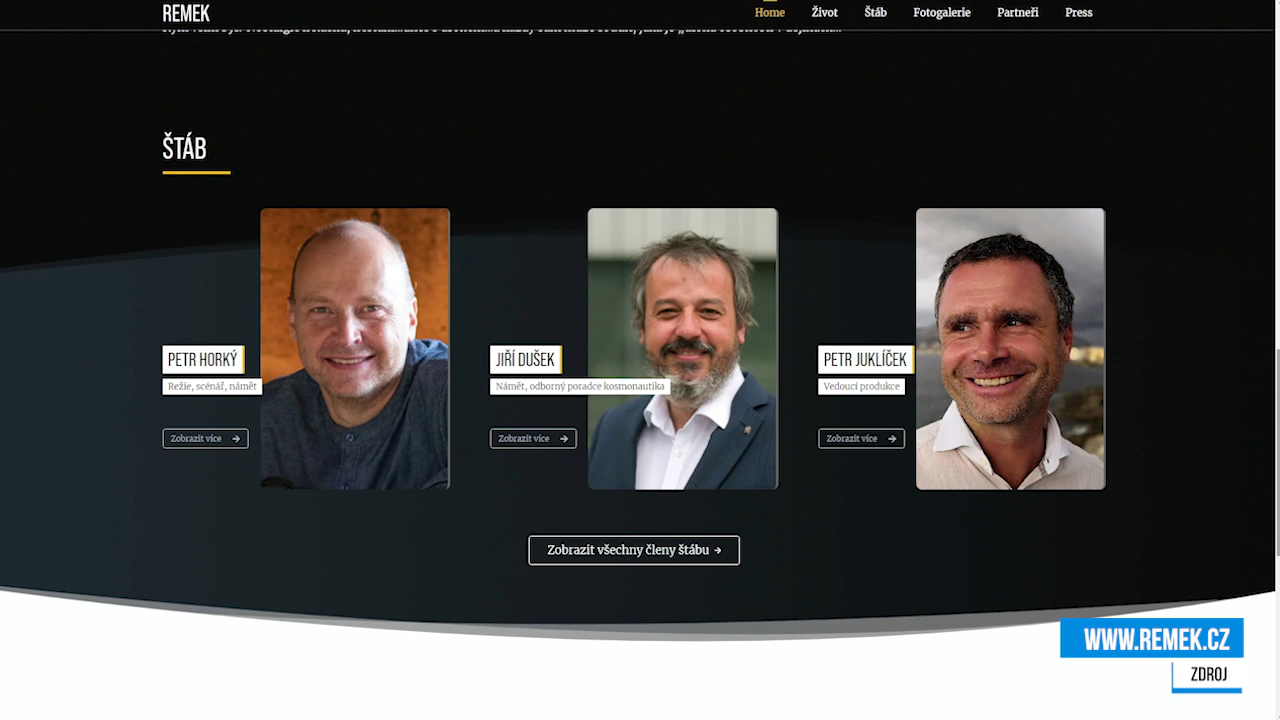 REMEK
Home Život Štáb Fotogalerie Partneři Press
ŠTÁB
PETR HORKÝ
Režie, scénář, námět
Zobrazit více →
JIŘÍ DUŠEK
Námět, odborný poradce kosmonautika
Zobrazit více →
PETR JUKLÍČEK
Vedoucí produkce
Zobrazit více →
Zobrazit všechny členy štábu →
WWW.REMEK.CZ
ZDROJ